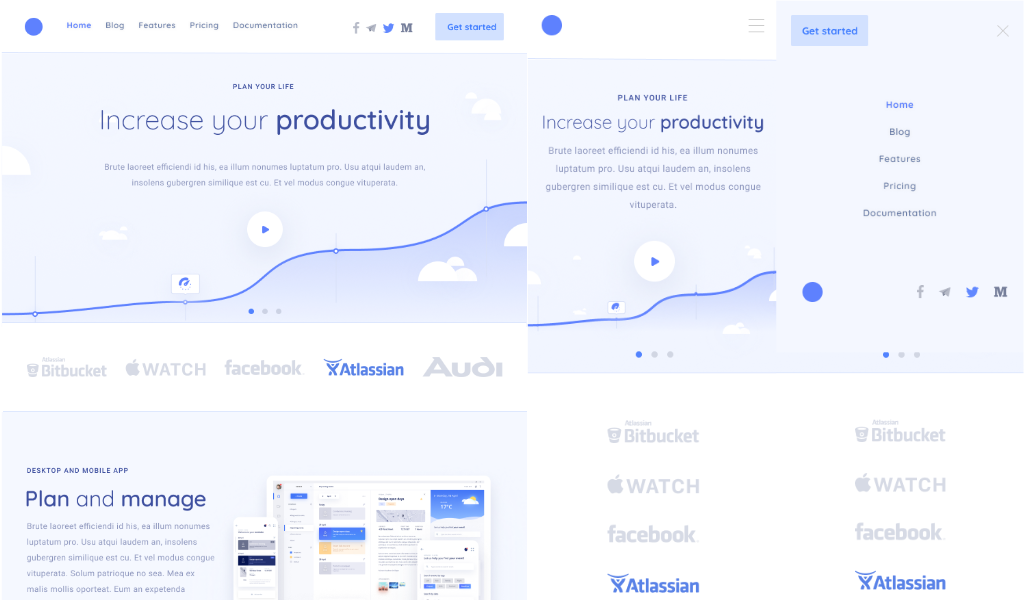 Home Blog Features Pricing Documentation
M
Get started
PLAN YOUR LIFE
Increase your productivity
Brute laoreet efficiendi id his, ea illum nonumes luptatum pro. Usu atqui laudem an,
insolens gubergren similique est cu. Et vel modus congue vituperata.
Atlassian
Bitbucket
WATCH
facebook
Atlassian
Audi
DESKTOP AND MOBILE APP
Plan and manage
Brute laoreet efficiendi id his, ea illum nonumes
luptatum pro. Usu atqui laudem an, insolens
gubergren similique est cu. Et vel modus congue
vituperata. Solum patrioque no sea. Mea ex
malis mollis oporteat. Eum an expetenda
17°C
PLAN YOUR LIFE
Increase your productivity
Brute laoreet efficiendi id his, ea illum nonumes
luptatum pro. Usu atqui laudem an, insolens
gubergren similique est cu. Et vel modus congue
vituperata.
Atlassian
Bitbucket
WATCH
facebook
Atlassian
Get started
Home
Blog
Features
Pricing
Documentation
M
Atlassian
Bitbucket
WATCH
facebook
Atlassian